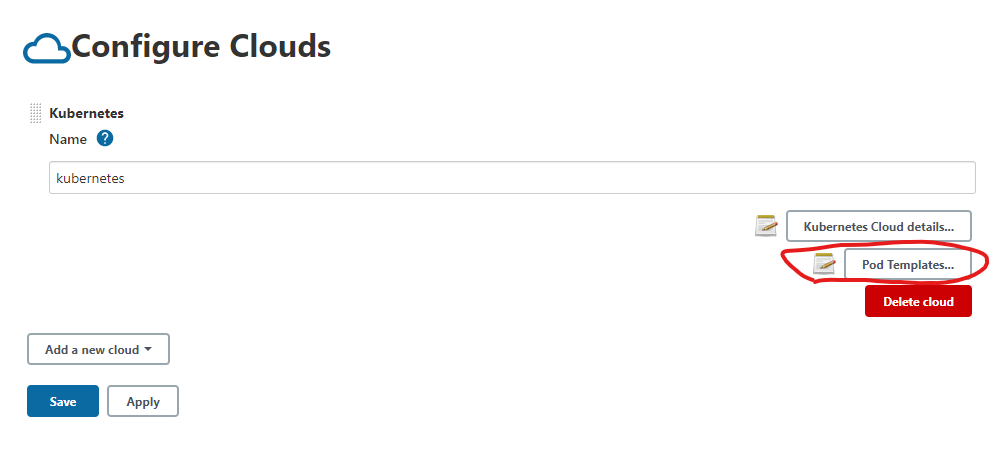 Configure Clouds
Kubernetes
Name ?
kubernetes
Kubernetes Cloud details...
Pod Templates...
Delete cloud
Add a new cloud
Save Apply